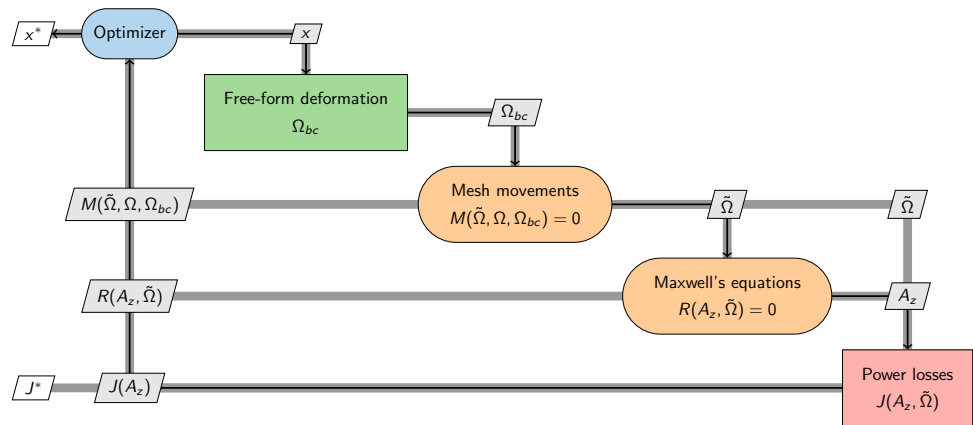 x*
Optimizer
x
Free-form deformation
Ω_bc
Ω_bc
M(Ω̃, Ω, Ω_bc)
Mesh movements
M(Ω̃, Ω, Ω_bc) = 0
Ω̃
Ω̃
R(A_z, Ω̃)
Maxwell's equations
R(A_z, Ω̃) = 0
A_z
J*
J(A_z)
Power losses
J(A_z, Ω̃)